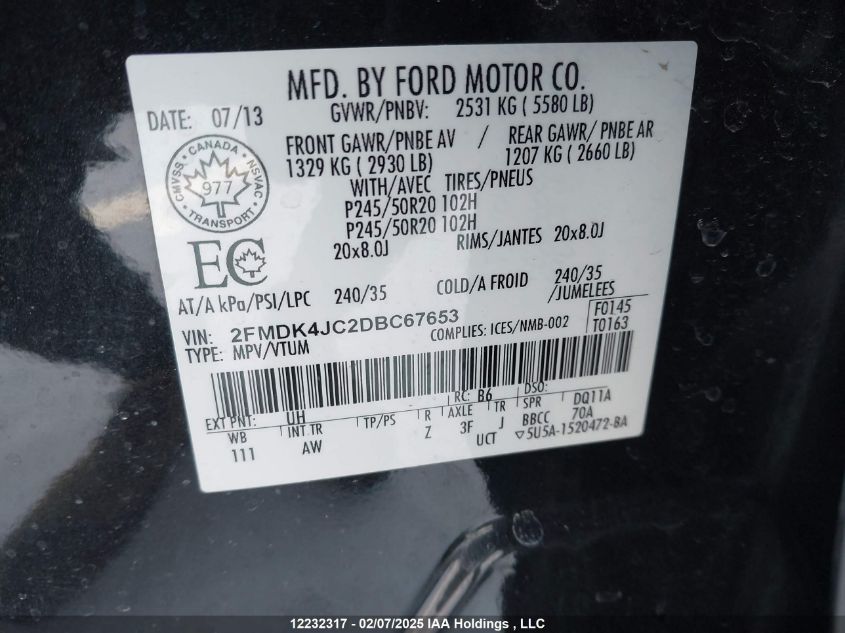 MFD. BY FORD MOTOR CO.
DATE: 07/13
GVWR/PNBV: 2531 KG ( 5580 LB)
FRONT GAWR/PNBE AV / REAR GAWR/ PNBE AR
1329 KG ( 2930 LB) 1207 KG ( 2660 LB)
WITH/AVEC TIRES/PNEUS
P245/50R20 102H
P245/50R20 102H
20x8.0J RIMS/JANTES 20x8.0J
CANADA
CMVSS NSVAC
977
TRANSPORT
EC
AT/A kPa/PSI/LPC 240/35 COLD/A FROID 240/35
/JUMELEES
VIN: 2FMDK4JC2DBC67653 COMPLIES: ICES/NMB-002 F0145
TYPE: MPV/VTUM T0163
EXT PNT: UH RC: B6 DSO:
WB INT TR TP/PS R AXLE TR SPR DQ11A
111 AW Z 3F J BBCC 70A
UCT ▽5U5A-1520472-BA
12232317 - 02/07/2025 IAA Holdings , LLC